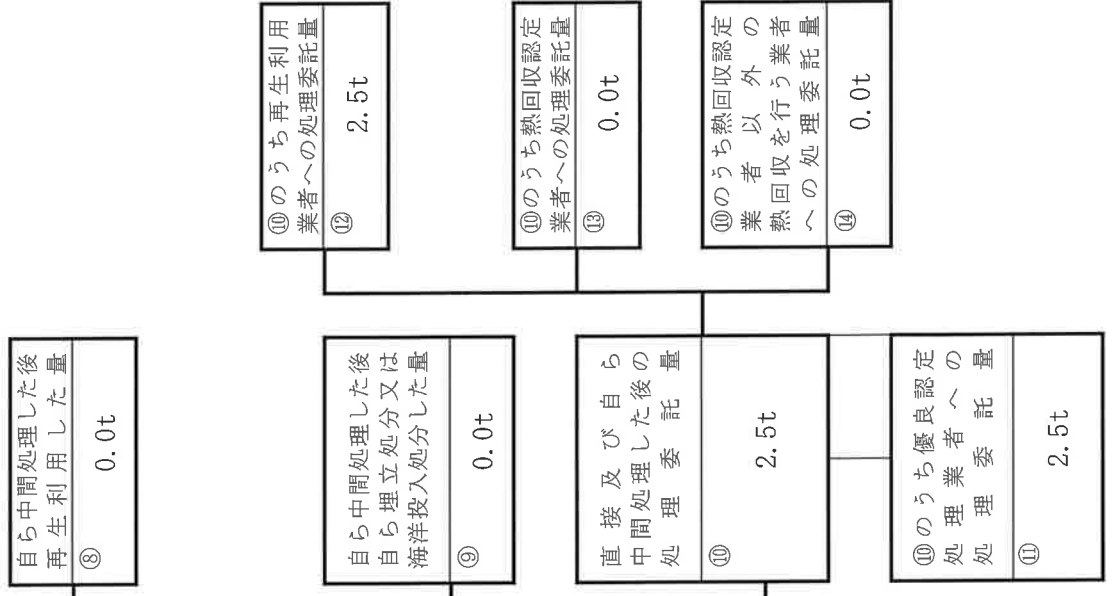 自ら中間処理した後
再生利用した量
⑧
0.0t
自ら中間処理した後
自ら埋立処分又は
海洋投入処分した量
⑨
0.0t
直接及び自ら
中間処理した後の
処理委託量
⑩
2.5t
⑩のうち優良認定
処理業者への
処理委託量
⑪
2.5t
⑩のうち再生利用
業者への処理委託量
⑫
2.5t
⑩のうち熱回収認定
業者への処理委託量
⑬
0.0t
⑩のうち熱回収認定
業者以外の
熱回収を行う業者
への処理委託量
⑭
0.0t